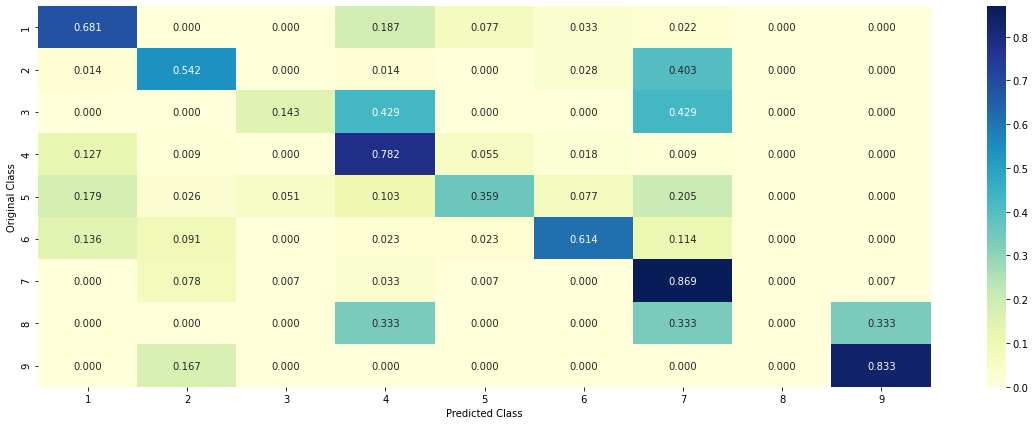 1 0.681 0.000 0.000 0.187 0.077 0.033 0.022 0.000 0.000
2 0.014 0.542 0.000 0.014 0.000 0.028 0.403 0.000 0.000
3 0.000 0.000 0.143 0.429 0.000 0.000 0.429 0.000 0.000
4 0.127 0.009 0.000 0.782 0.055 0.018 0.009 0.000 0.000
5 0.179 0.026 0.051 0.103 0.359 0.077 0.205 0.000 0.000
6 0.136 0.091 0.000 0.023 0.023 0.614 0.114 0.000 0.000
7 0.000 0.078 0.007 0.033 0.007 0.000 0.869 0.000 0.007
8 0.000 0.000 0.000 0.333 0.000 0.000 0.333 0.000 0.333
9 0.000 0.167 0.000 0.000 0.000 0.000 0.000 0.000 0.833
1 2 3 4 5 6 7 8 9
Predicted Class
Original Class
0.8
0.7
0.6
0.5
0.4
0.3
0.2
0.1
0.0